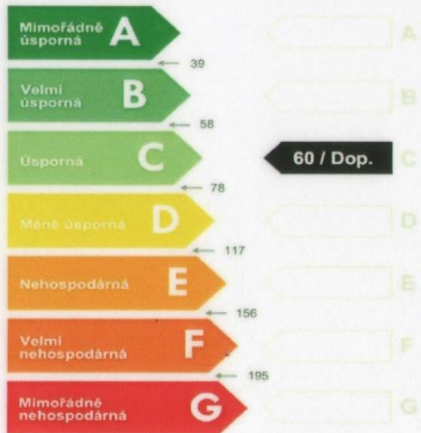 Mimořádně
úsporná A
A
39
Velmi
úsporná B
B
58
Úsporná C
60 / Dop. C
78
Méně úsporná D
D
117
Nehospodárná E
E
156
Velmi
nehospodárná F
F
195
Mimořádně
nehospodárná G
G